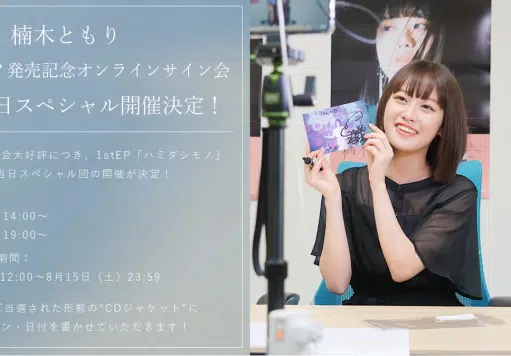 楠木ともり
発売記念オンラインサイン会
日スペシャル開催決定！
会大好評につき、1stEP「ハミダシモノ」
当日スペシャル回の開催が決定！
14:00〜
19:00〜
期間：
12:00〜8月15日（土）23:59
当選された形態の“CDジャケット”に
ン・日付を書かせていただきます！